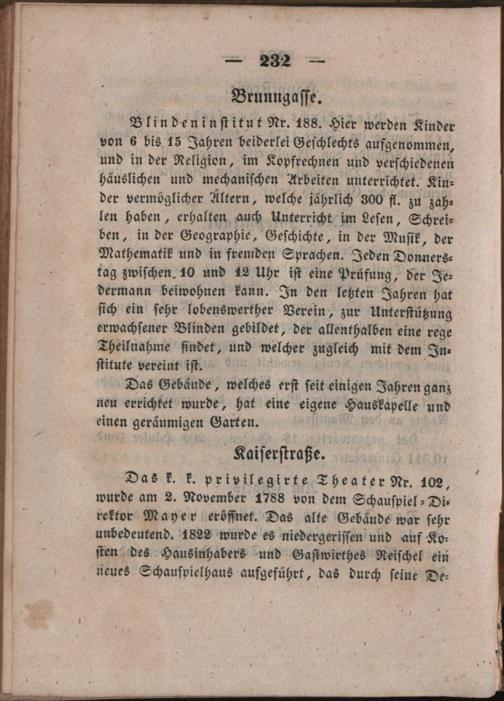 — 232 —
Brunngasse.
Blindeninstitut Nr. 188. Hier werden Kinder
von 6 bis 15 Jahren beiderlei Geschlechts aufgenommen,
und in der Religion, im Kopfrechnen und verschiedenen
häuslichen und mechanischen Arbeiten unterrichtet. Kin-
der vermöglicher Ältern, welche jährlich 300 fl. zu zah-
len haben, erhalten auch Unterricht im Lesen, Schrei-
ben, in der Geographie, Geschichte, in der Musik, der
Mathematik und in fremden Sprachen. Jeden Donners-
tag zwischen 10 und 12 Uhr ist eine Prüfung, der Je-
dermann beiwohnen kann. In den letzten Jahren hat
sich ein sehr lobenswerther Verein, zur Unterstützung
erwachsener Blinden gebildet, der allenthalben eine rege
Theilnahme findet, und welcher zugleich mit dem In-
stitute vereint ist.
Das Gebäude, welches erst seit einigen Jahren ganz
neu errichtet wurde, hat eine eigene Hauskapelle und
einen geräumigen Garten.
Kaiserstraße.
Das k. k. privilegirte Theater Nr. 102,
wurde am 2. November 1788 von dem Schauspiel-Di-
rektor Mayer eröffnet. Das alte Gebäude war sehr
unbedeutend. 1822 wurde es niedergerissen und auf Ko-
sten des Hausinhabers und Gastwirthes Reischel ein
neues Schauspielhaus aufgeführt, das durch seine De-